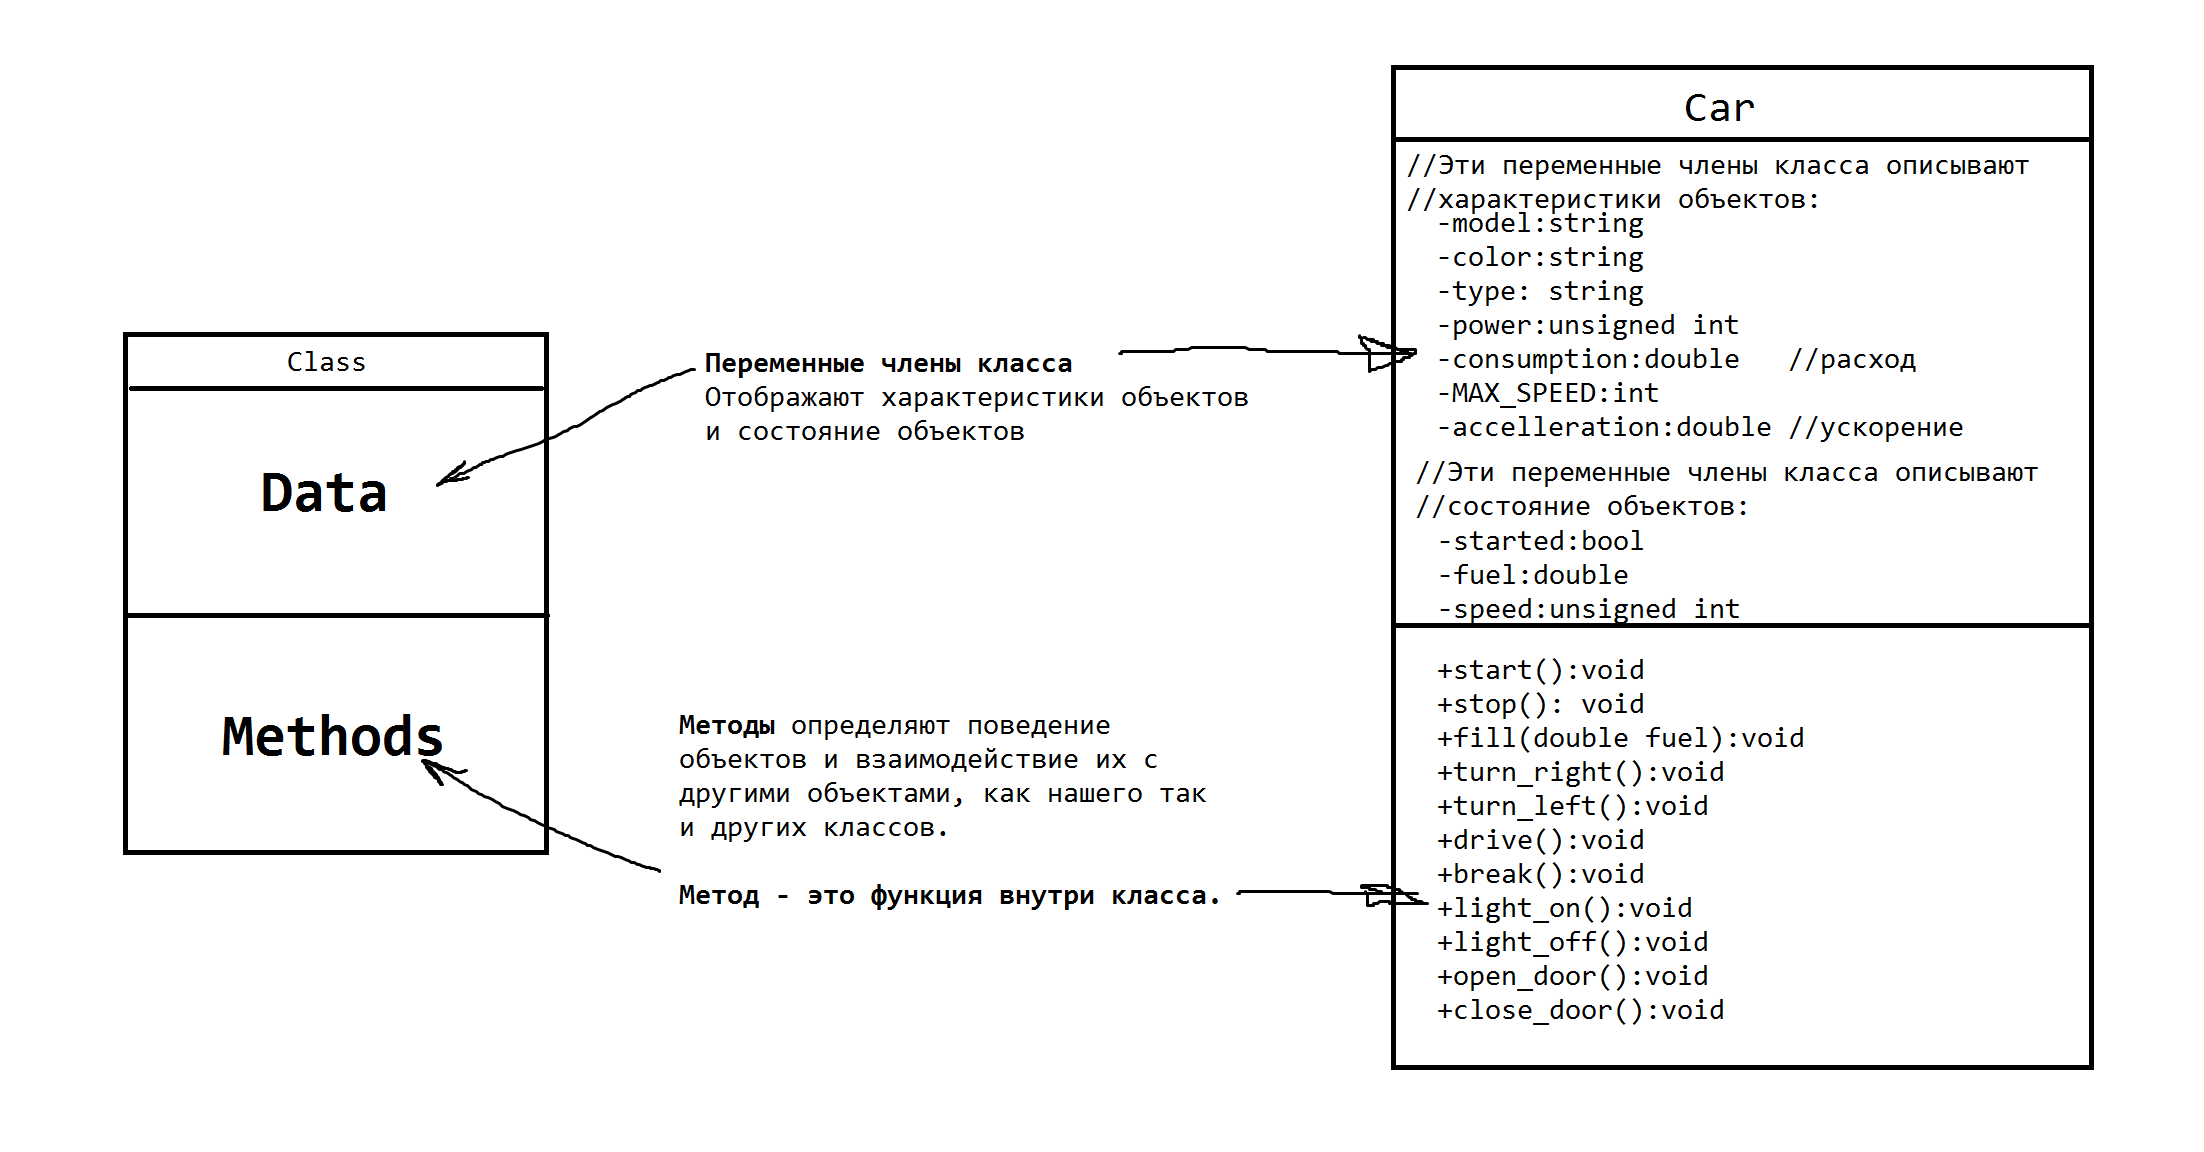 Class
Data
Methods
Переменные члены класса
Отображают характеристики объектов
и состояние объектов
Методы определяют поведение
объектов и взаимодействие их с
другими объектами, как нашего так
и других классов.
Метод - это функция внутри класса.
Car
//Эти переменные члены класса описывают
//характеристики объектов:
-model:string
-color:string
-type: string
-power:unsigned int
-consumption:double   //расход
-MAX_SPEED:int
-accelleration:double //ускорение
//Эти переменные члены класса описывают
//состояние объектов:
-started:bool
-fuel:double
-speed:unsigned int
+start():void
+stop(): void
+fill(double fuel):void
+turn_right():void
+turn_left():void
+drive():void
+break():void
+light_on():void
+light_off():void
+open_door():void
+close_door():void